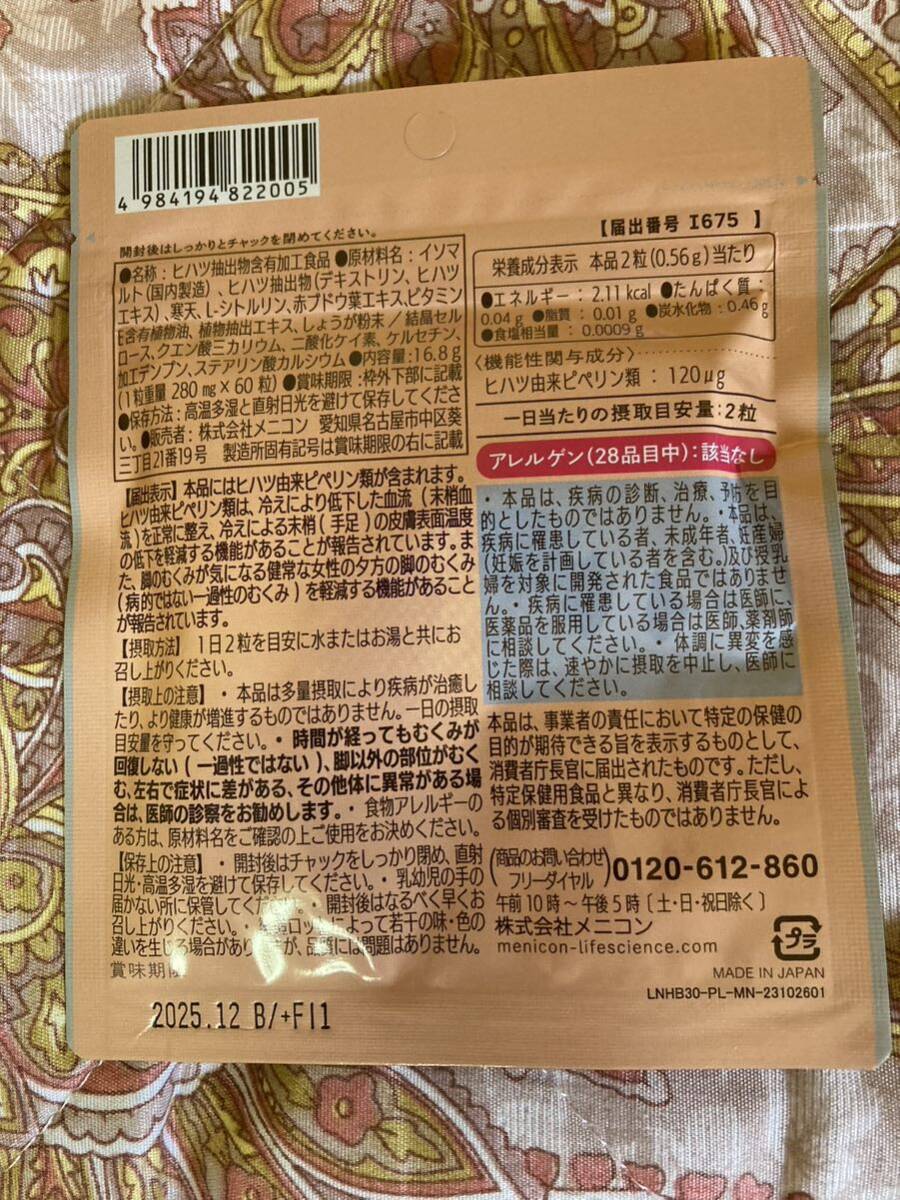 4 984194 822005
開封後はしっかりとチャックを閉めてください。
●名称：ヒハツ抽出物含有加工食品 ●原材料名：イソマ
ルト(国内製造)、ヒハツ抽出物(デキストリン、ヒハツ
エキス)、寒天、L-シトルリン、赤ブドウ葉エキス、ビタミン
E含有植物油、植物抽出エキス、しょうが粉末／結晶セル
ロース、クエン酸三カリウム、二酸化ケイ素、ケルセチン、
加工デンプン、ステアリン酸カルシウム ●内容量：16.8g
(1粒重量 280mg×60粒) ●賞味期限：枠外下部に記載
●保存方法：高温多湿と直射日光を避けて保存してくださ
い。●販売者：株式会社メニコン 愛知県名古屋市中区葵
三丁目21番19号 製造所固有記号は賞味期限の右に記載
【届出表示】本品にはヒハツ由来ピペリン類が含まれます。
ヒハツ由来ピペリン類は、冷えにより低下した血流(末梢血
流)を正常に整え、冷えによる末梢(手足)の皮膚表面温度
の低下を軽減する機能があることが報告されています。ま
た、脚のむくみが気になる健常な女性の夕方の脚のむくみ
(病的ではない一過性のむくみ)を軽減する機能があること
が報告されています。
【摂取方法】 1日2粒を目安に水またはお湯と共にお
召し上がりください。
【摂取上の注意】・本品は多量摂取により疾病が治癒し
たり、より健康が増進するものではありません。一日の摂取
目安量を守ってください。・時間が経ってもむくみが
回復しない(一過性ではない)、脚以外の部位がむく
む、左右で症状に差がある、その他体に異常がある場
合は、医師の診察をお勧めします。・食物アレルギーの
ある方は、原材料名をご確認の上ご使用をお決めください。
【保存上の注意】・開封後はチャックをしっかり閉め、直射
日光・高温多湿を避けて保存してください。・乳幼児の手の
届かない所に保管してください。・開封後はなるべく早くお
召し上がりください。・ロットによって若干の味・色の
違いを生じる場合がありが、品質には問題はありません。
賞味期限
2025.12 B/+F11
【届出番号 I675 】
栄養成分表示 本品2粒(0.56g)当たり
●エネルギー：2.11kcal ●たんぱく質：
0.04g ●脂質：0.01g ●炭水化物：0.46g
●食塩相当量：0.0009g
〈機能性関与成分〉
ヒハツ由来ピペリン類：120μg
一日当たりの摂取目安量：2粒
アレルゲン(28品目中)：該当なし
・本品は、疾病の診断、治療、予防を目
的としたものではありません。・本品は、
疾病に罹患している者、未成年者、妊産婦
(妊娠を計画している者を含む。)及び授乳
婦を対象に開発された食品ではありませ
ん。・疾病に罹患している場合は医師に、
医薬品を服用している場合は医師、薬剤師
に相談してください。・体調に異変を感
じた際は、速やかに摂取を中止し、医師に
相談してください。
本品は、事業者の責任において特定の保健の
目的が期待できる旨を表示するものとして、
消費者庁長官に届出されたものです。ただし、
特定保健用食品と異なり、消費者庁長官によ
る個別審査を受けたものではありません。
(商品のお問い合わせ フリーダイヤル)0120-612-860
午前10時～午後5時〔土・日・祝日除く〕
株式会社メニコン
menicon-lifescience.com
プラ
MADE IN JAPAN
LNHB30-PL-MN-23102601